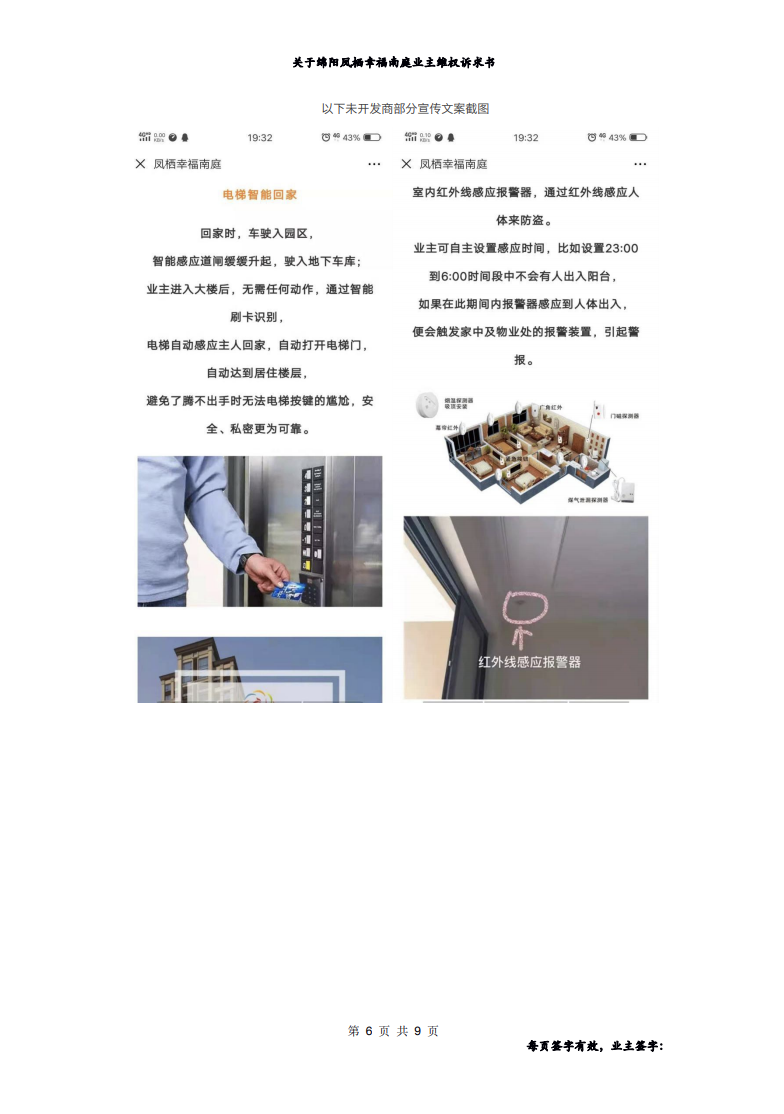 关于绵阳凤栖幸福南庭业主维权诉求书
以下未开发商部分宣传文案截图
4G 0.00 KB/s 19:32 4G 43%
凤栖幸福南庭
电梯智能回家
回家时，车驶入园区，
智能感应道闸缓缓升起，驶入地下车库；
业主进入大楼后，无需任何动作，通过智能
刷卡识别，
电梯自动感应主人回家，自动打开电梯门，
自动达到居住楼层，
避免了腾不出手时无法电梯按键的尴尬，安
全、私密更为可靠。
4G 0.10 KB/s 19:32 4G 43%
凤栖幸福南庭
室内红外线感应报警器，通过红外线感应人
体来防盗。
业主可自主设置感应时间，比如设置23:00
到6:00时间段中不会有人出入阳台，
如果在此期间内报警器感应到人体出入，
便会触发家中及物业处的报警装置，引起警
报。
烟温探测器
吸顶安装
广角红外
门磁探测器
幕帘红外
煤气泄漏探测器
红外线感应报警器
第 6 页 共 9 页
每页签字有效，业主签字：